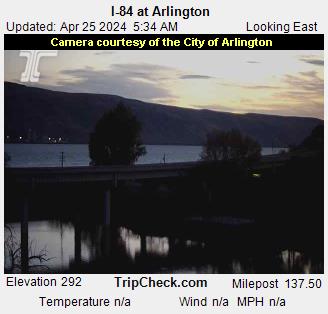 I-84 at Arlington
Updated: Apr 25 2024 5:34 AM Looking East
Camera courtesy of the City of Arlington
Elevation 292 TripCheck.com Milepost 137.50
Temperature n/a Wind n/a MPH n/a